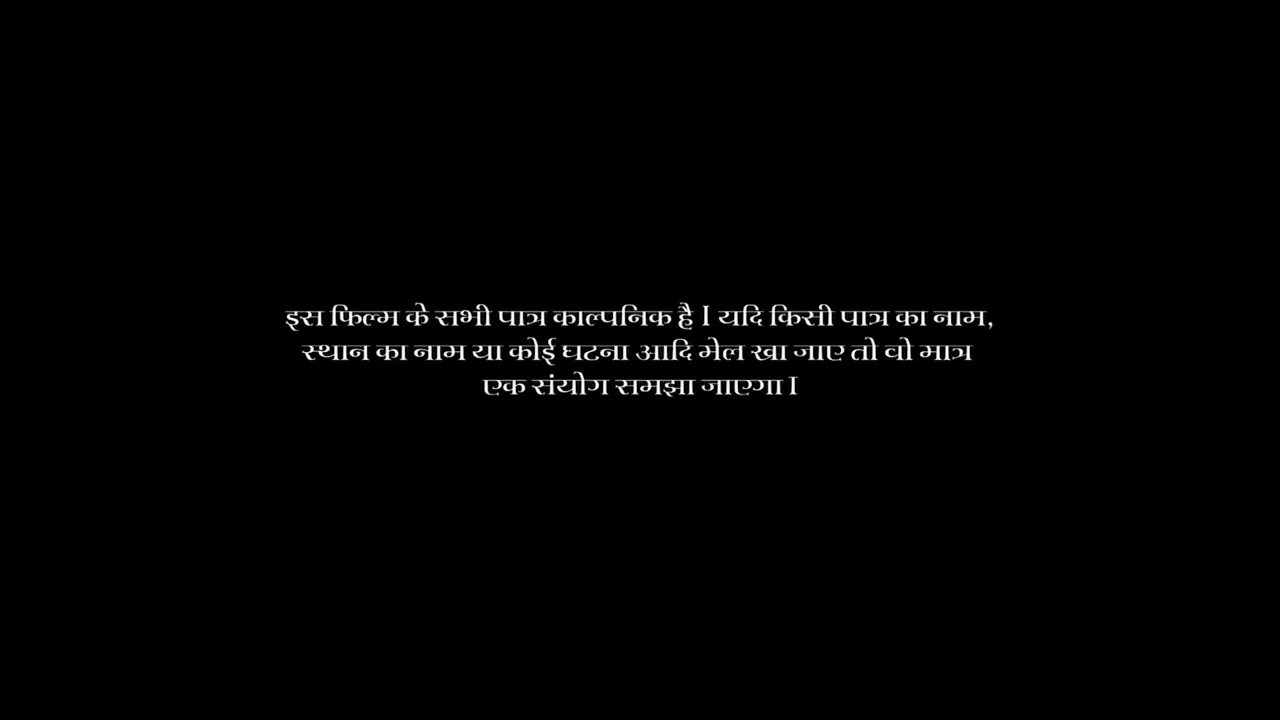 इस फिल्म के सभी पात्र काल्पनिक है I यदि किसी पात्र का नाम,
स्थान का नाम या कोई घटना आदि मेल खा जाए तो वो मात्र
एक संयोग समझा जाएगा I